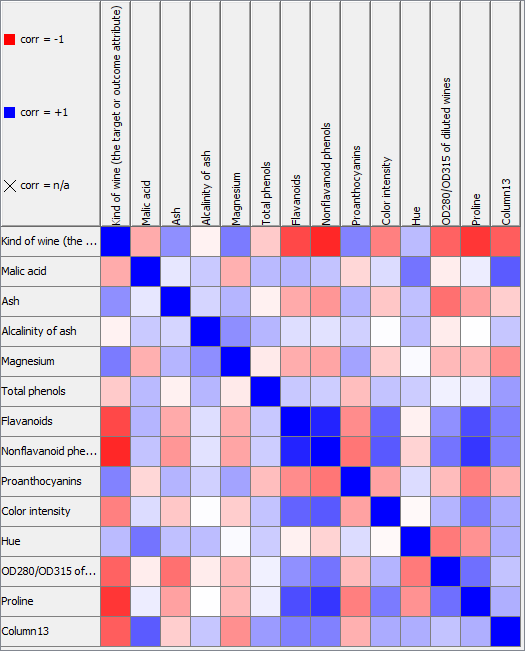 corr = -1
corr = +1
corr = n/a
kind of wine (the target or outcome attribute)
Malic acid
Ash
Alcalinity of ash
Magnesium
Total phenols
Flavanoids
Nonflavanoid phenols
Proanthocyanins
Color intensity
Hue
OD280/OD315 of diluted wines
Proline
Column13
Kind of wine (the ...
Malic acid
Ash
Alcalinity of ash
Magnesium
Total phenols
Flavanoids
Nonflavanoid phe...
Proanthocyanins
Color intensity
Hue
OD280/OD315 of...
Proline
Column13